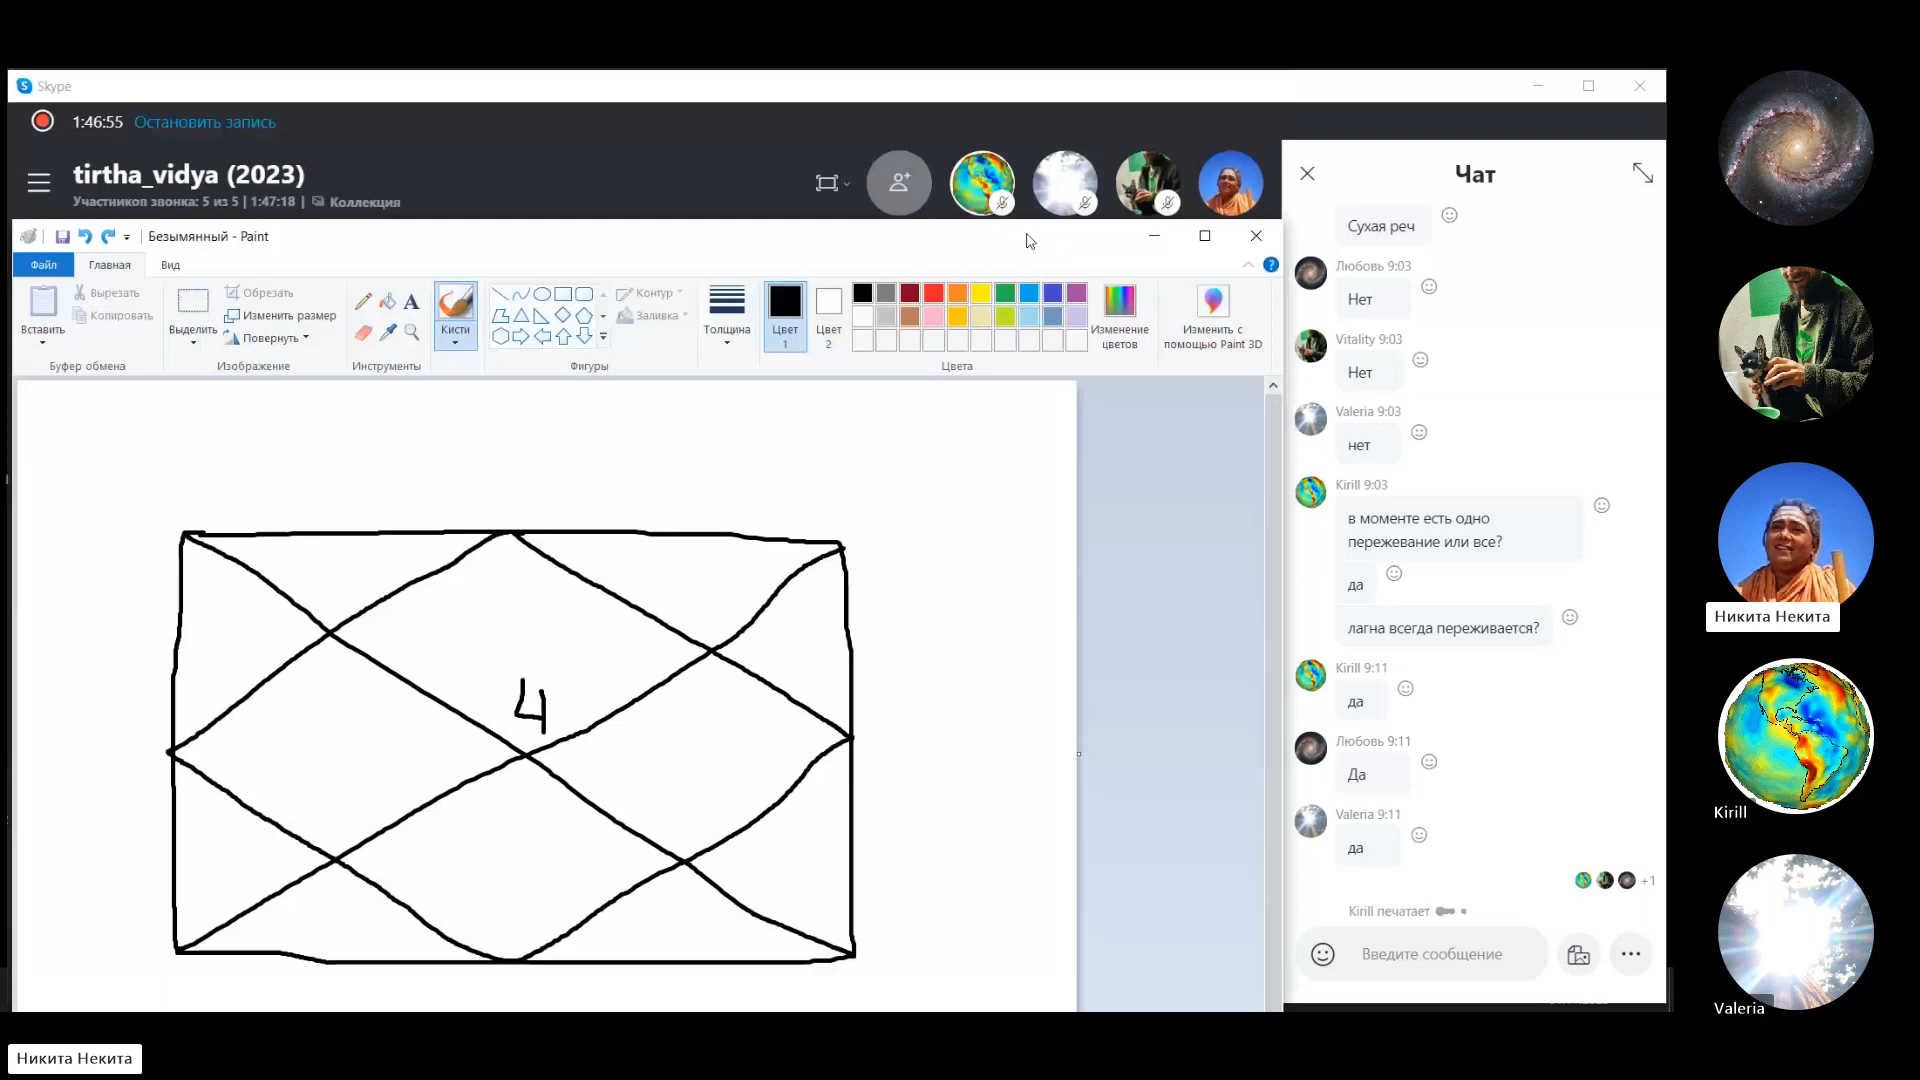 Skype
1:46:55 Остановить запись
tirtha_vidya (2023)
Участников звонка: 5 из 5 | 1:47:18 | Коллекция
Безымянный - Paint
Файл Главная Вид
Вставить
Вырезать
Копировать
Буфер обмена
Выделить
Обрезать
Изменить размер
Повернуть
Изображение
A
Инструменты
Кисти
Контур
Заливка
Фигуры
Толщина
Цвет
1
Цвет
2
Изменение
цветов
Цвета
Изменить с
помощью Paint 3D
4
Чат
Сухая реч
Любовь 9:03
Нет
Vitality 9:03
Нет
Valeria 9:03
нет
Kirill 9:03
в моменте есть одно
пережевание или все?
да
лагна всегда переживается?
Kirill 9:11
да
Любовь 9:11
Да
Valeria 9:11
да
+1
Kirill печатает
Введите сообщение
Никита Некита
Kirill
Valeria
Никита Некита